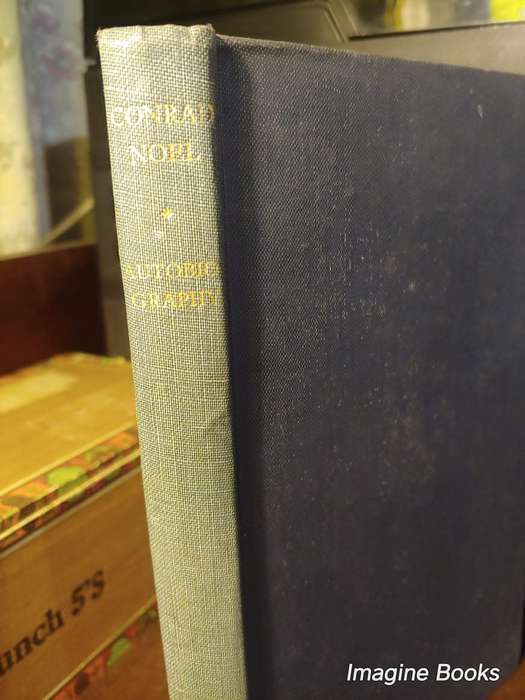 CONRAD
NOEL
AUTOBIO
GRAPHY
unch 5's
Imagine Books